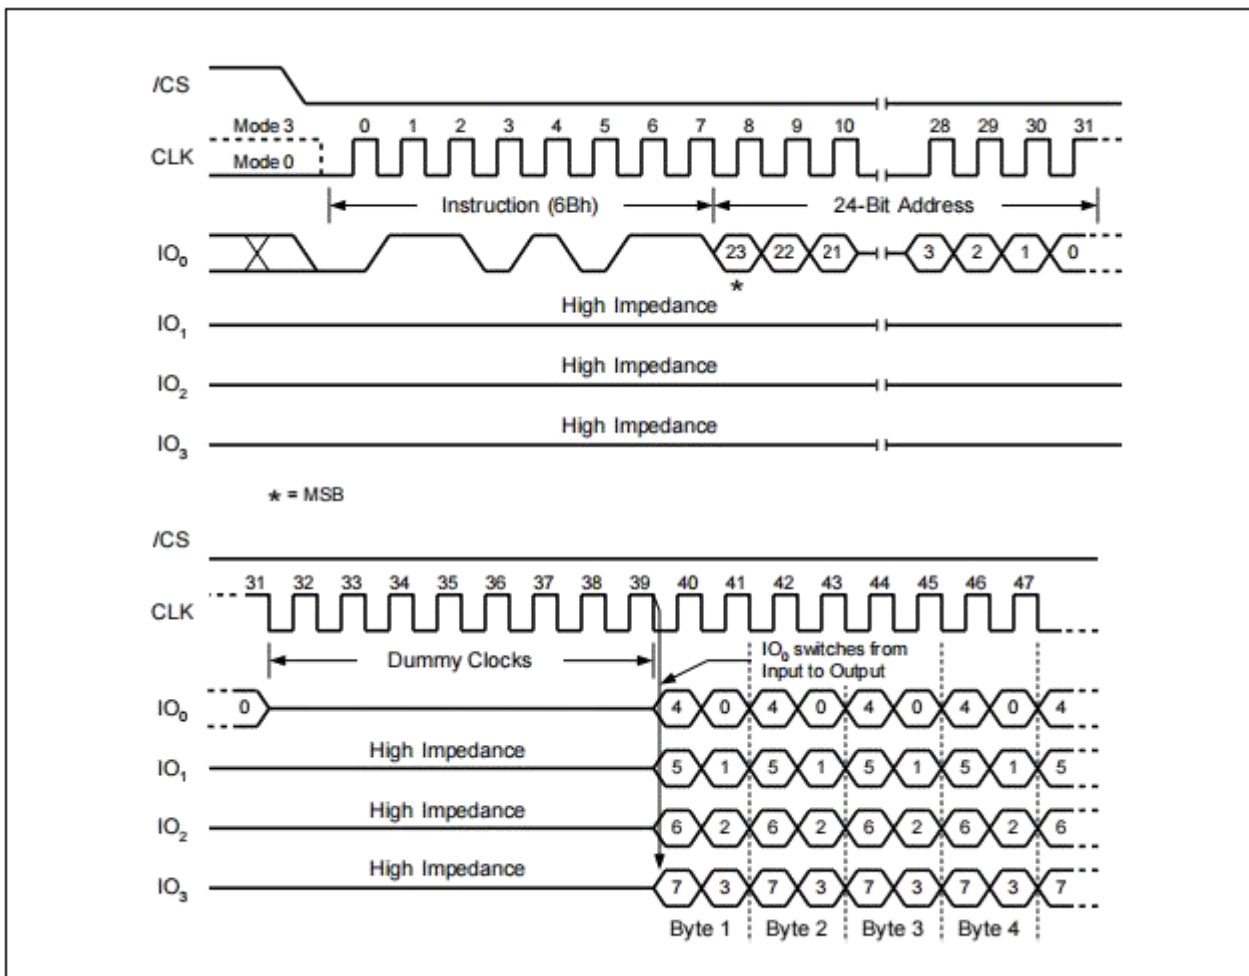 /CS
Mode 3 0 1 2 3 4 5 6 7 8 9 10 28 29 30 31
CLK Mode 0
Instruction (6Bh) 24-Bit Address
IO0 23 22 21 3 2 1 0
*
High Impedance
IO1
High Impedance
IO2
High Impedance
IO3
* = MSB
/CS
31 32 33 34 35 36 37 38 39 40 41 42 43 44 45 46 47
CLK
Dummy Clocks
IO0 switches from
Input to Output
IO0 0 4 0 4 0 4 0 4 0 4
High Impedance
IO1 5 1 5 1 5 1 5 1 5
High Impedance
IO2 6 2 6 2 6 2 6 2 6
High Impedance
IO3 7 3 7 3 7 3 7 3 7
Byte 1 Byte 2 Byte 3 Byte 4